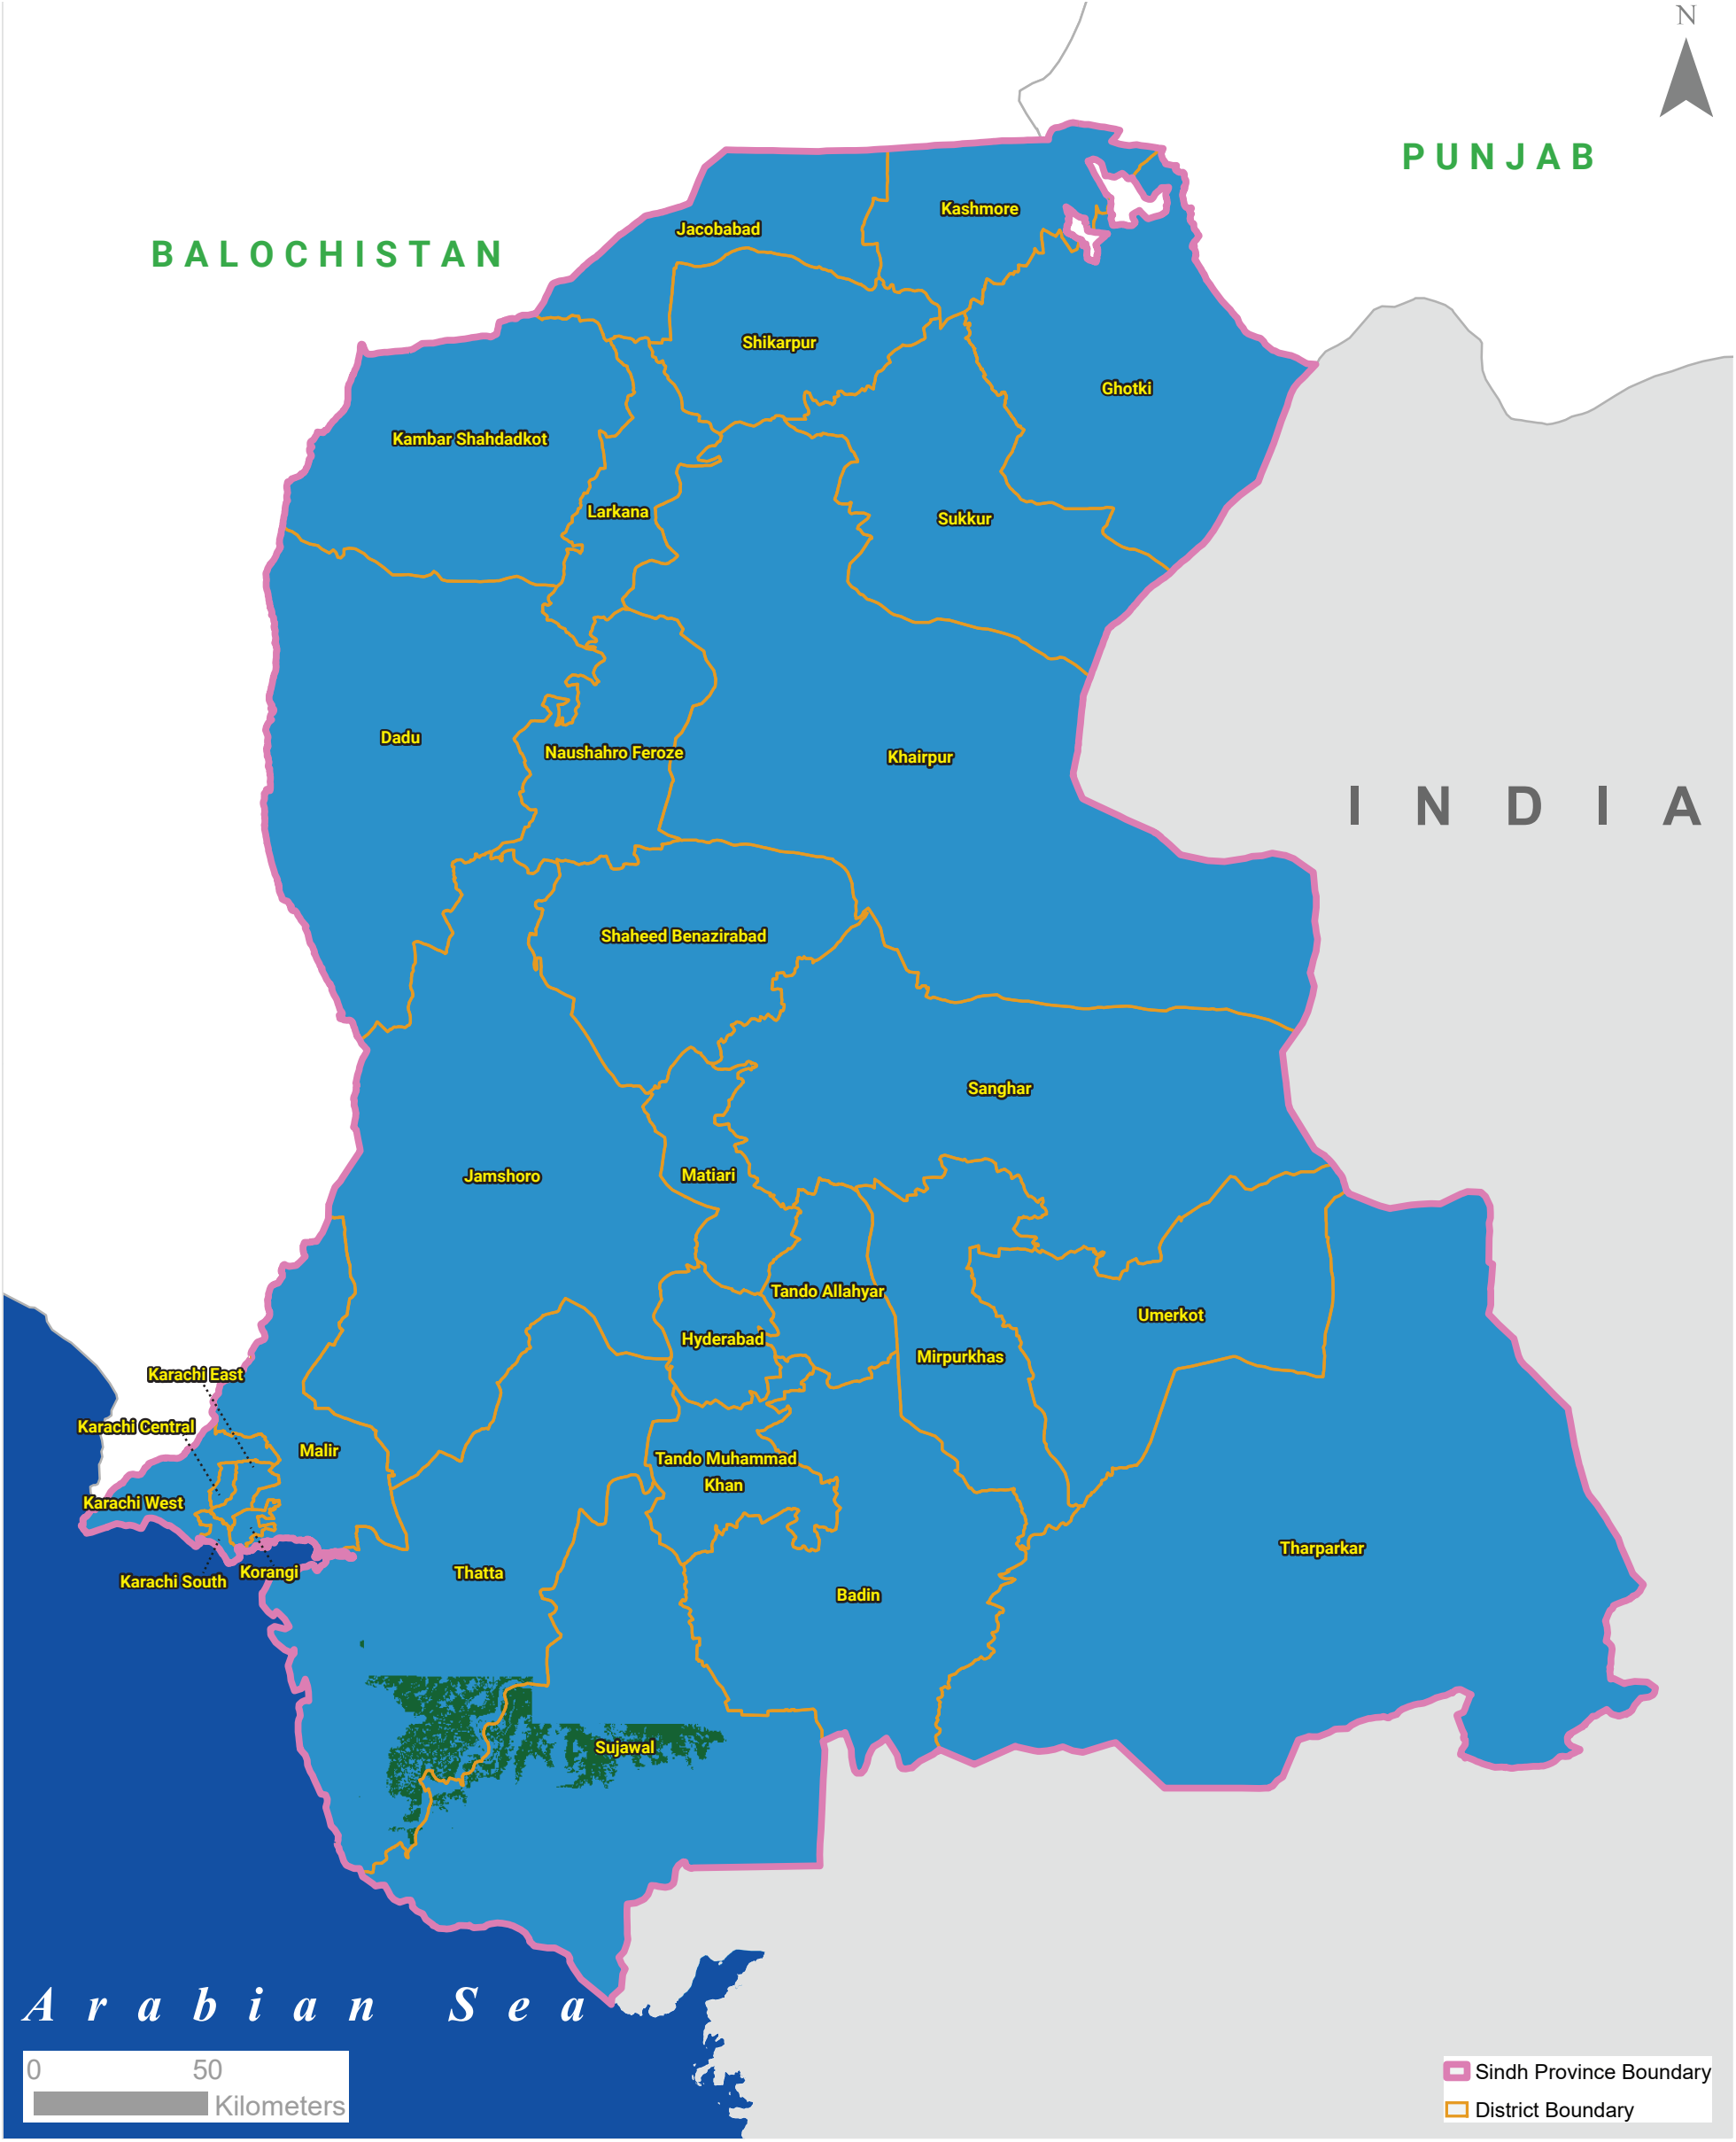 N
PUNJAB
BALOCHISTAN
Kashmore
Jacobabad
Shikarpur
Ghotki
Kambar Shahdadkot
Larkana
Sukkur
Dadu
Naushahro Feroze
Khairpur
INDIA
Shaheed Benazirabad
Sanghar
Jamshoro
Matiari
Tando Allahyar
Umerkot
Hyderabad
Mirpurkhas
Karachi East
Karachi Central
Malir
Tando Muhammad
Khan
Karachi West
Tharparkar
Korangi
Thatta
Karachi South
Badin
Sujawal
Arabian Sea
0 50
Kilometers
Sindh Province Boundary
District Boundary